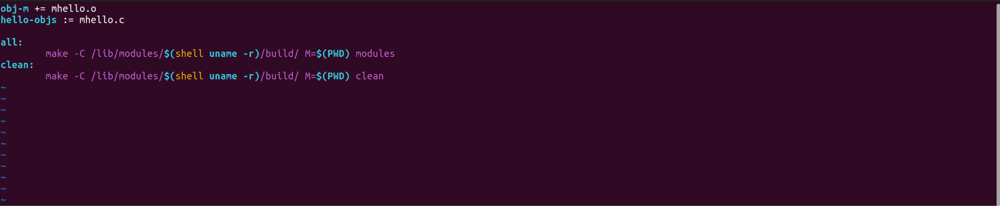 obj-m += mhello.o
hello-objs := mhello.c

all:
        make -C /lib/modules/$(shell uname -r)/build/ M=$(PWD) modules
clean:
        make -C /lib/modules/$(shell uname -r)/build/ M=$(PWD) clean
~
~
~
~
~
~
~
~
~
~
~